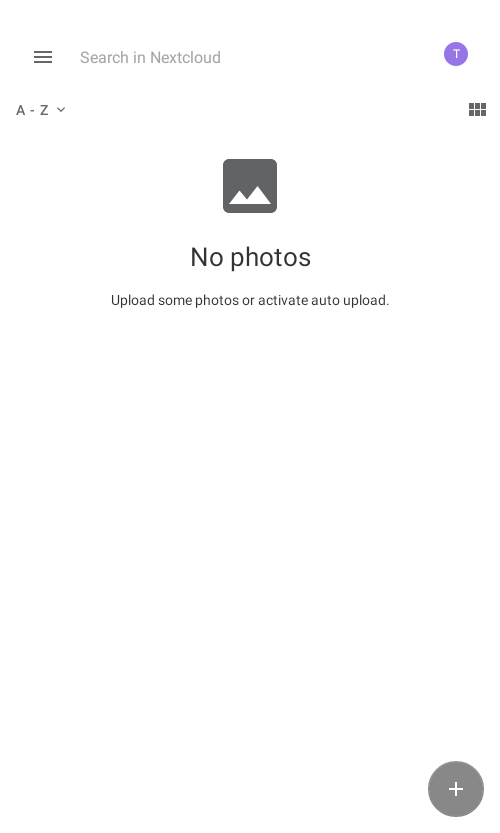 Search in Nextcloud
T
A - Z
No photos
Upload some photos or activate auto upload.